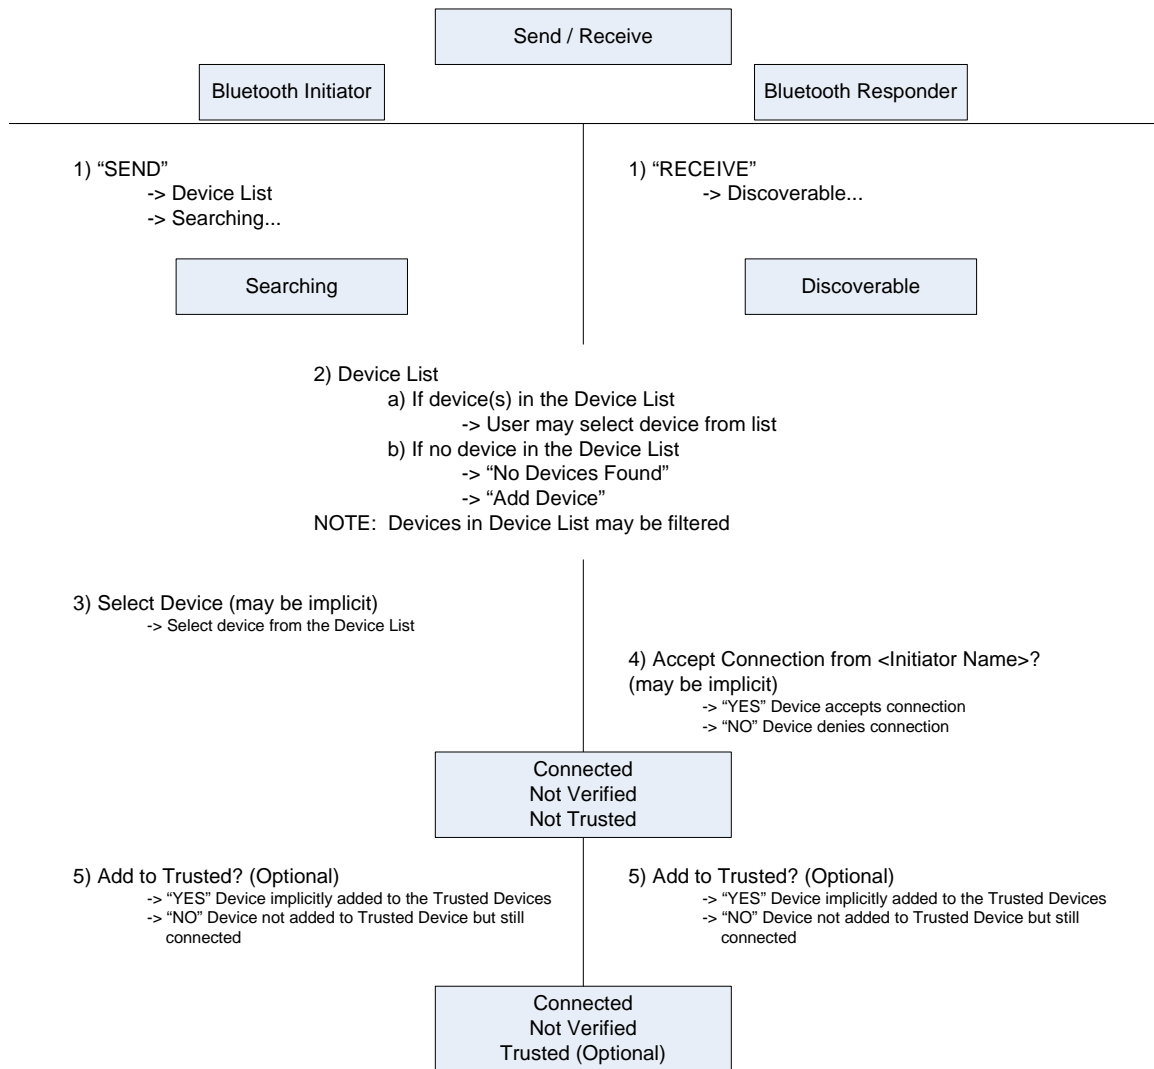 Send / Receive
Bluetooth Initiator
Bluetooth Responder
1) “SEND”
-> Device List
-> Searching...
1) “RECEIVE”
-> Discoverable...
Searching
Discoverable
2) Device List
a) If device(s) in the Device List
-> User may select device from list
b) If no device in the Device List
-> “No Devices Found”
-> “Add Device”
NOTE:  Devices in Device List may be filtered
3) Select Device (may be implicit)
-> Select device from the Device List
4) Accept Connection from <Initiator Name>?
(may be implicit)
-> “YES” Device accepts connection
-> “NO” Device denies connection
Connected
Not Verified
Not Trusted
5) Add to Trusted? (Optional)
-> “YES” Device implicitly added to the Trusted Devices
-> “NO” Device not added to Trusted Device but still
connected
5) Add to Trusted? (Optional)
-> “YES” Device implicitly added to the Trusted Devices
-> “NO” Device not added to Trusted Device but still
connected
Connected
Not Verified
Trusted (Optional)